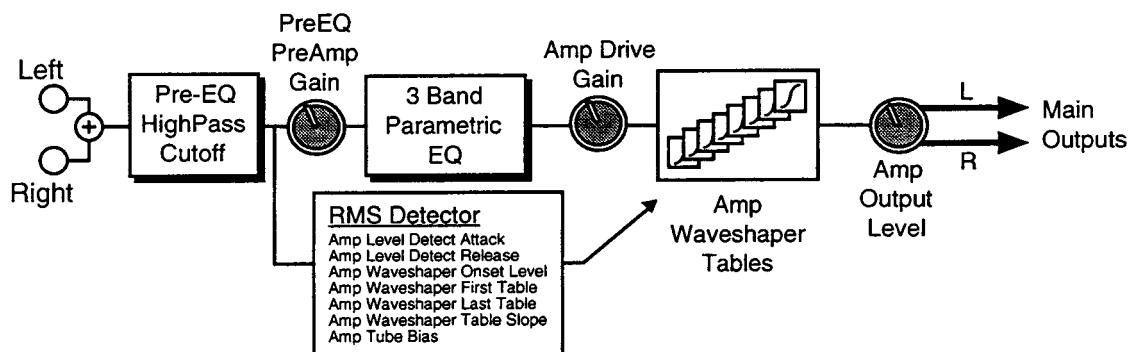 Left
Right
Pre-EQ
HighPass
Cutoff
PreEQ
PreAmp
Gain
3 Band
Parametric
EQ
Amp Drive
Gain
Amp
Waveshaper
Tables
Amp
Output
Level
L
R
Main
Outputs
RMS Detector
Amp Level Detect Attack
Amp Level Detect Release
Amp Waveshaper Onset Level
Amp Waveshaper First Table
Amp Waveshaper Last Table
Amp Waveshaper Table Slope
Amp Tube Bias